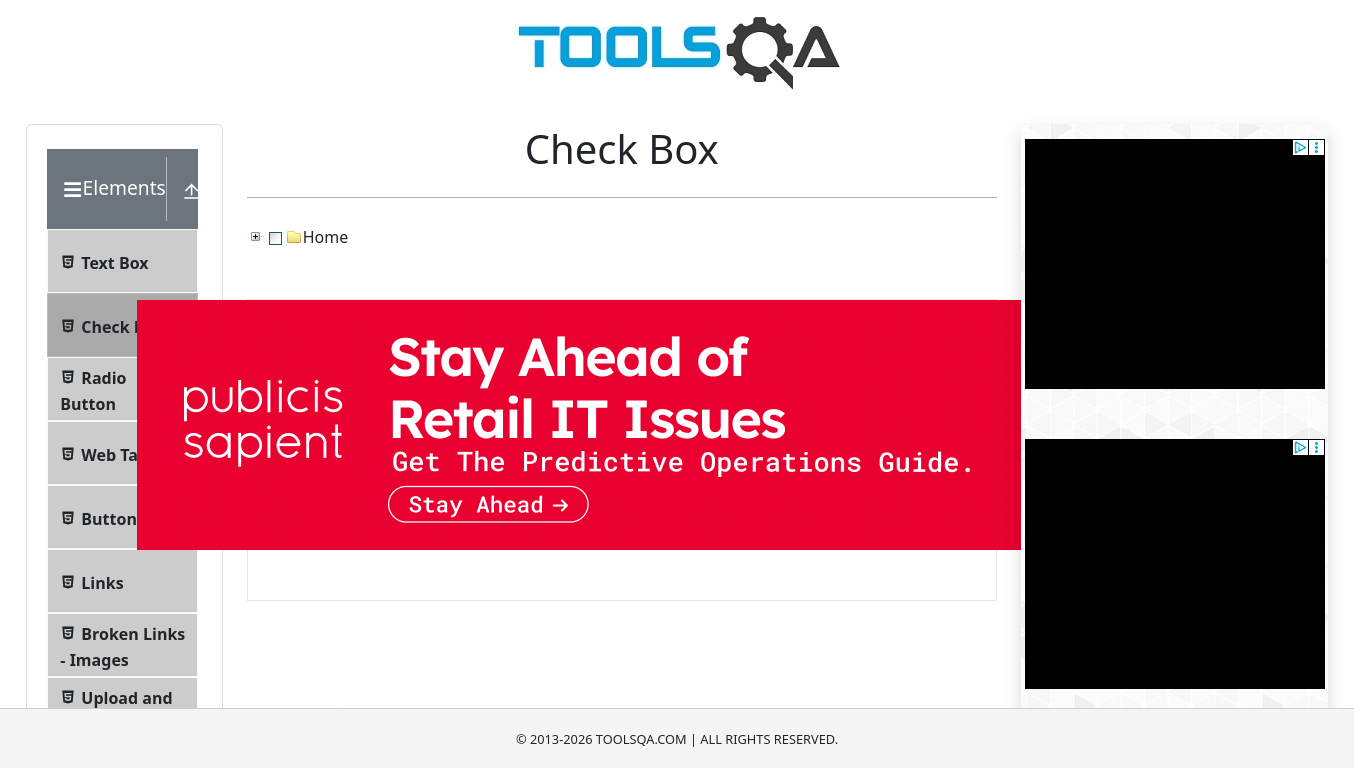 TOOLSQA
Check Box
Elements
Text Box
Check
Radio
Button
Web Ta
Button
Links
Broken Links
- Images
Upload and
Home
publicis
sapient
Stay Ahead of
Retail IT Issues
Get The Predictive Operations Guide.
Stay Ahead →
© 2013-2026 TOOLSQA.COM | ALL RIGHTS RESERVED.